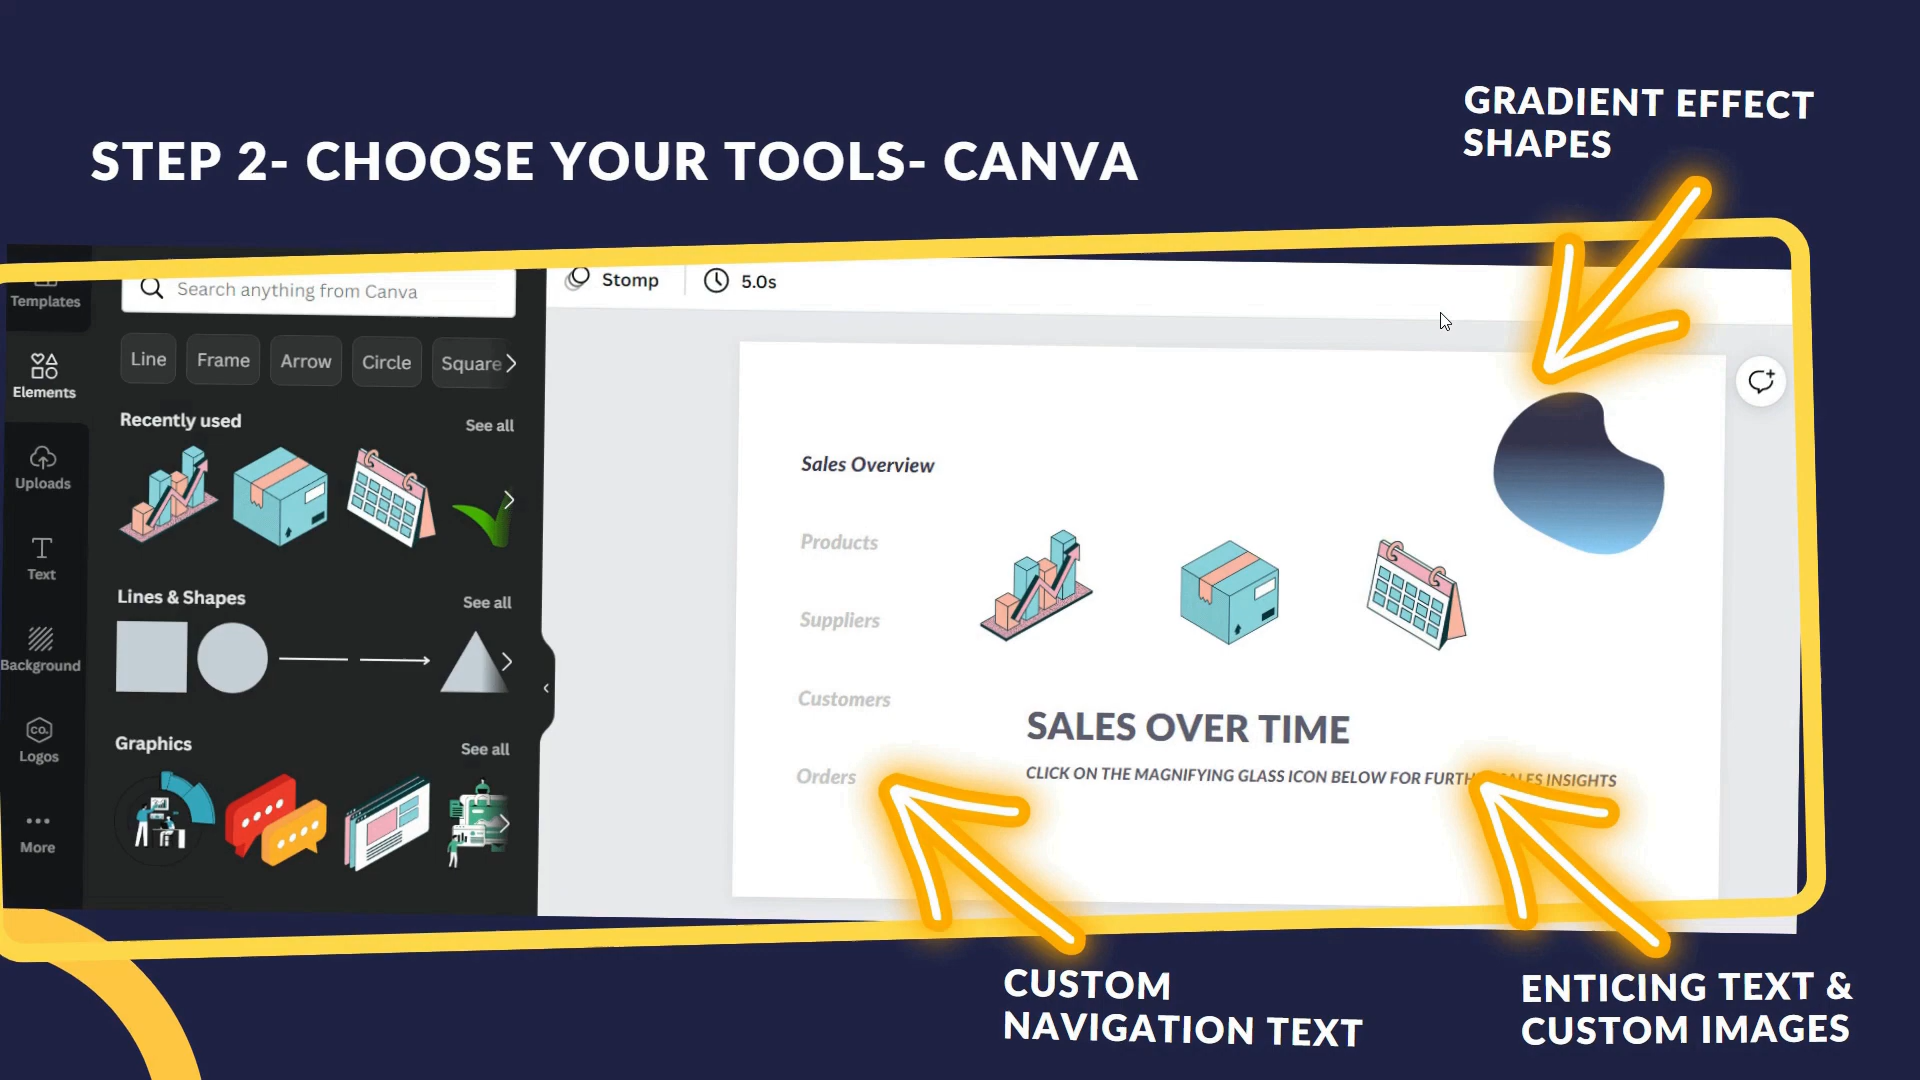 GRADIENT EFFECT
SHAPES
STEP 2- CHOOSE YOUR TOOLS- CANVA
Templates
Elements
Uploads
Text
Background
CO.
Logos
More
Search anything from Canva
Line
Frame
Arrow
Circle
Square
Recently used
See all
Lines & Shapes
See all
Graphics
See all
Stomp
5.0s
Sales Overview
Products
Suppliers
Customers
Orders
SALES OVER TIME
CLICK ON THE MAGNIFYING GLASS ICON BELOW FOR SALES INSIGHTS
CUSTOM
NAVIGATION TEXT
ENTICING TEXT &
CUSTOM IMAGES